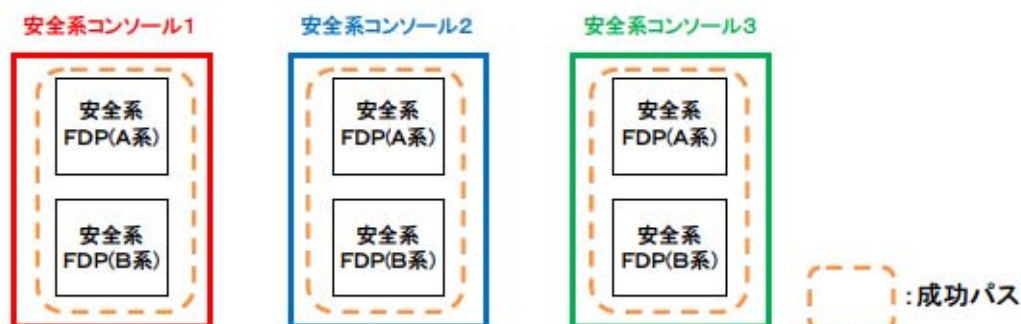 安全系コンソール1
安全系コンソール2
安全系コンソール3
安全系
FDP(A系)
安全系
FDP(A系)
安全系
FDP(A系)
安全系
FDP(B系)
安全系
FDP(B系)
安全系
FDP(B系)
:成功パス